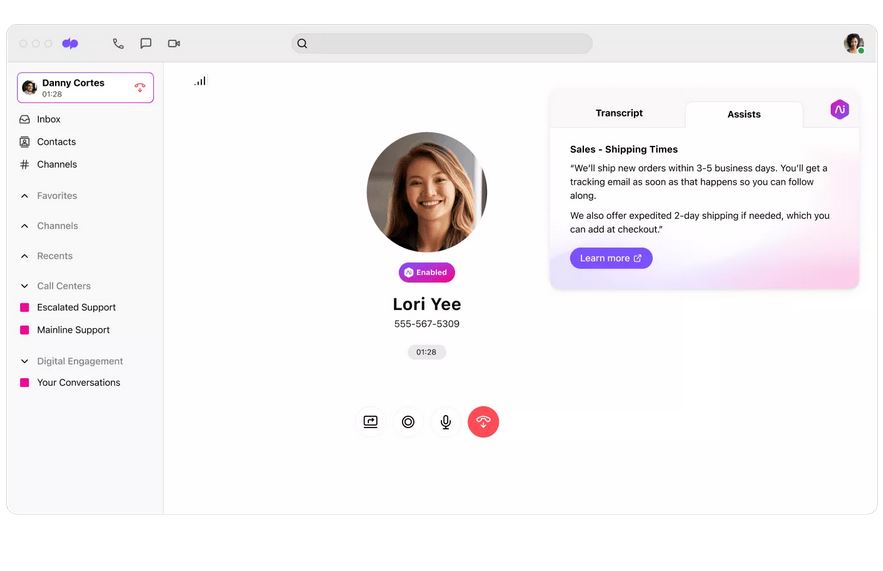 Danny Cortes
01:28
Inbox
Contacts
Channels
Favorites
Channels
Recents
Call Centers
Escalated Support
Mainline Support
Digital Engagement
Your Conversations
Ai Enabled
Lori Yee
555-567-5309
01:28
Transcript
Assists
Ai
Sales - Shipping Times
“We’ll ship new orders within 3-5 business days. You’ll get a
tracking email as soon as that happens so you can follow
along.
We also offer expedited 2-day shipping if needed, which you
can add at checkout.”
Learn more